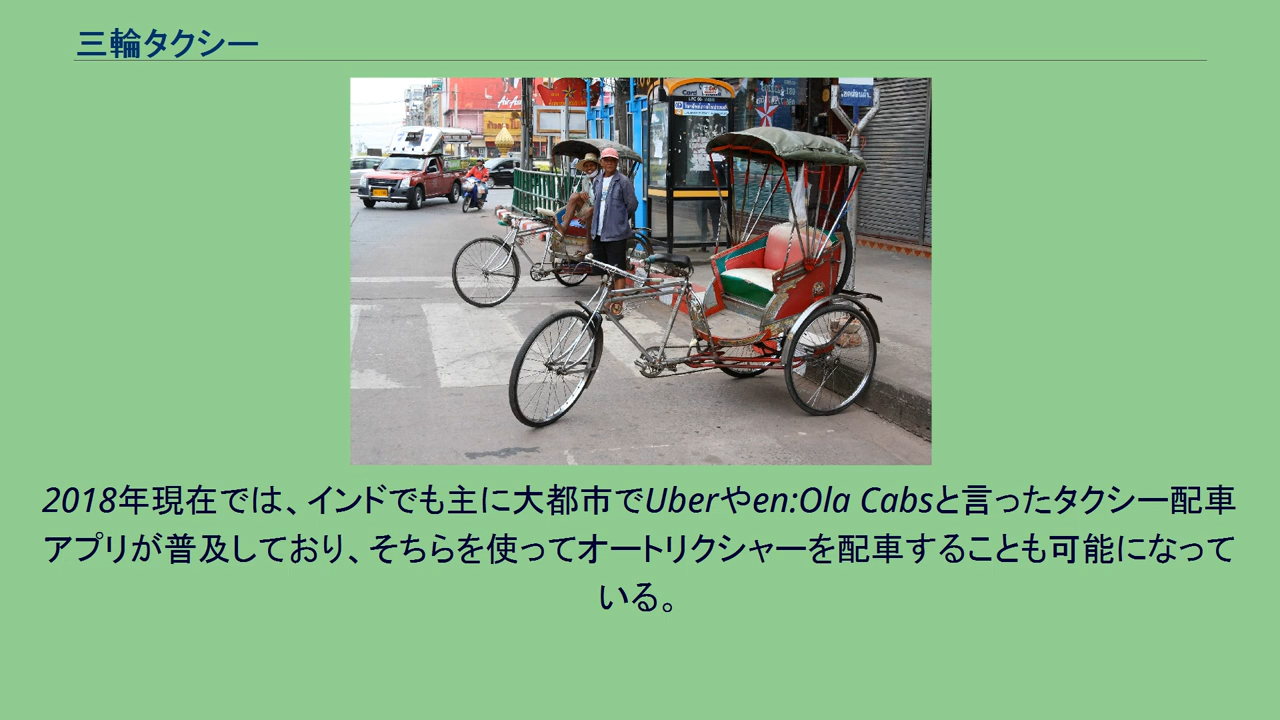 三輪タクシー
Card
2018年現在では、インドでも主に大都市でUberやen:Ola Cabsと言ったタクシー配車
アプリが普及しており、そちらを使ってオートリクシャーを配車することも可能になって
いる。